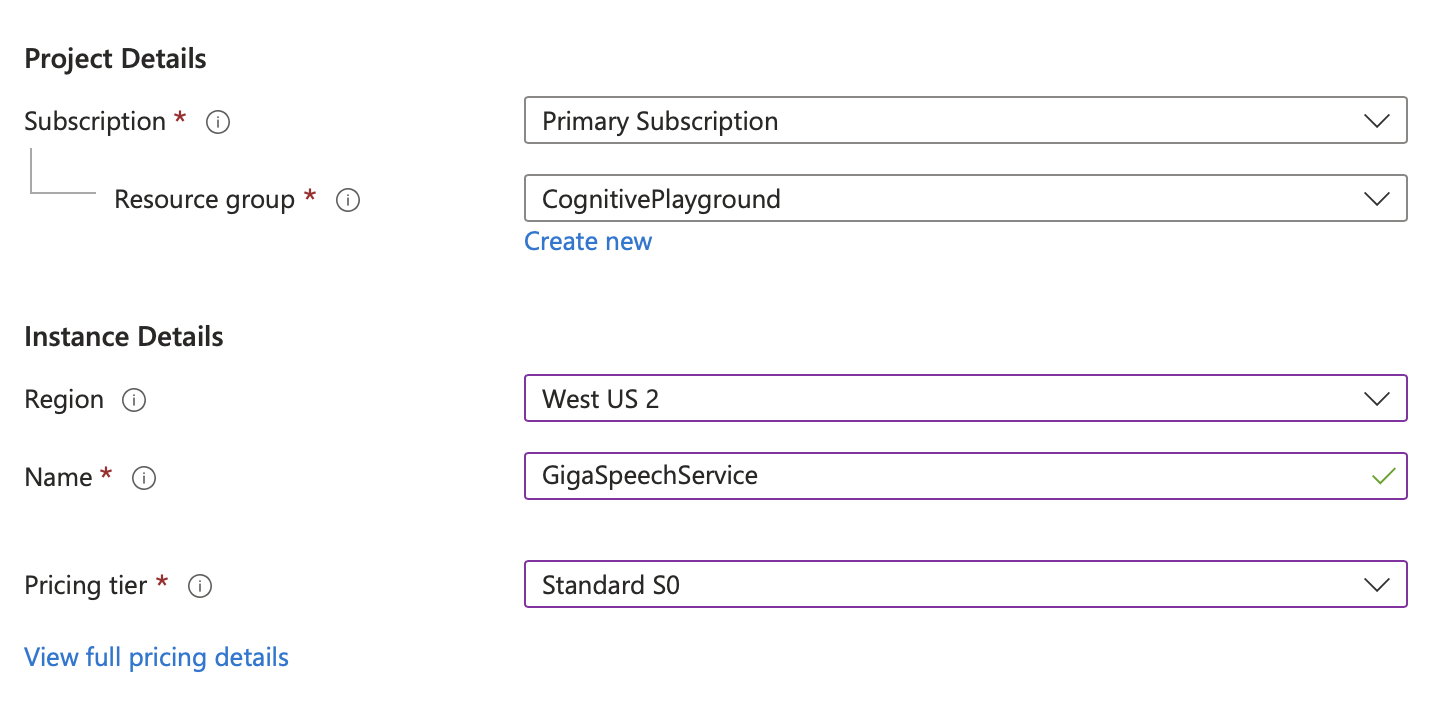 Project Details
Subscription * Primary Subscription
Resource group * CognitivePlayground
Create new
Instance Details
Region West US 2
Name * GigaSpeechService
Pricing tier * Standard S0
View full pricing details